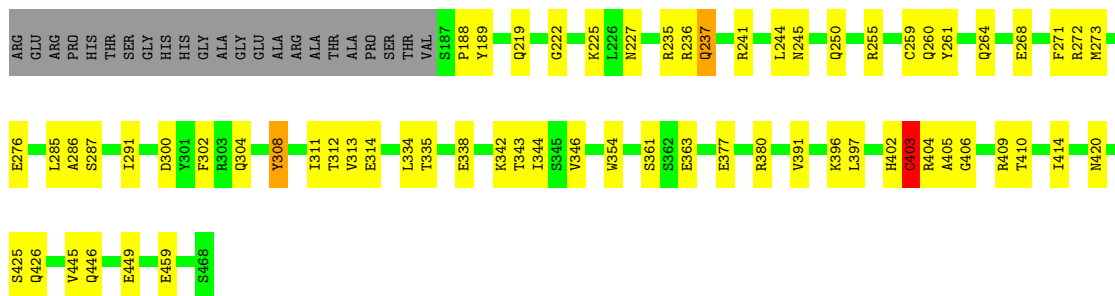 ARG GLU ARG PRO HIS THR SER GLY HIS HIS GLY ALA GLY GLU ALA ARG ALA THR ALA PRO SER THR VAL S187 P188 Y189 Q219 G222 K225 L226 N227 R235 R236 Q237 R241 L244 N245 Q250 R255 C259 Q260 Y261 Q264 E268 F271 R272 M273
E276 L285 A286 S287 I291 D300 Y301 F302 R303 Q304 Y308 I311 T312 V313 E314 L334 T335 E338 K342 T343 I344 S345 V346 W354 S361 S362 E363 E377 R380 V391 K396 L397 H402 C403 R404 A405 G406 R409 T410 I414 N420
S425 Q426 V445 Q446 E449 E459 S468